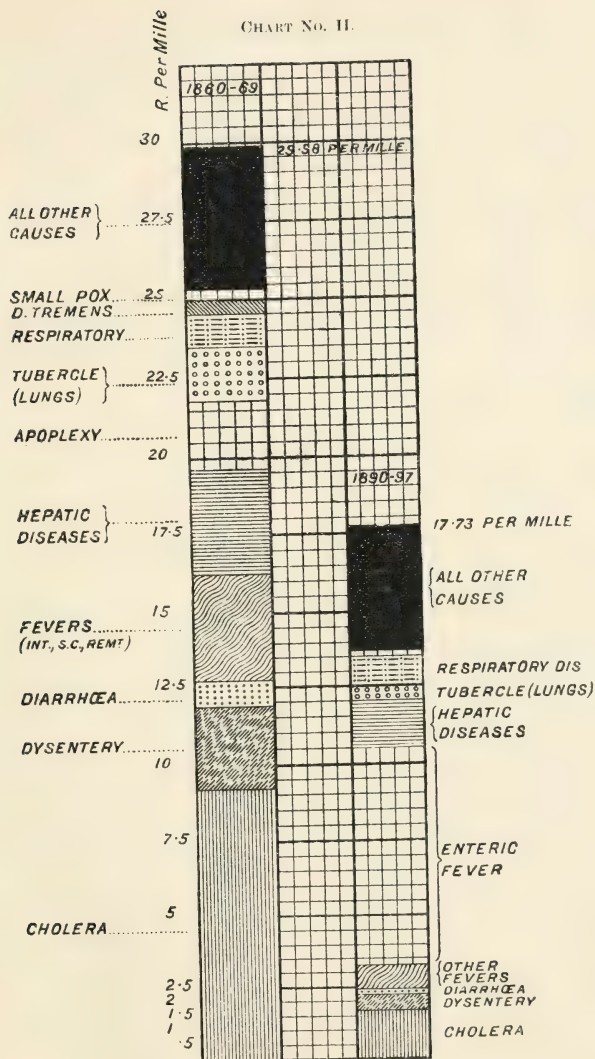 CHART NO. II.
R. Per Mille
1860-69
30
29.58 PER MILLE.
ALL OTHER CAUSES
27.5
SMALL POX
25
D. TREMENS
RESPIRATORY
TUBERCLE (LUNGS)
22.5
APOPLEXY
20
1890-97
HEPATIC DISEASES
17.5
17.73 PER MILLE
ALL OTHER CAUSES
15
FEVERS
(INT., S.C., REMT)
RESPIRATORY DIS
12.5
TUBERCLE (LUNGS)
DIARRHŒA
HEPATIC DISEASES
DYSENTERY
10
7.5
ENTERIC FEVER
5
CHOLERA
OTHER FEVERS
2.5
DIARRHŒA
2
DYSENTERY
1.5
1
CHOLERA
.5